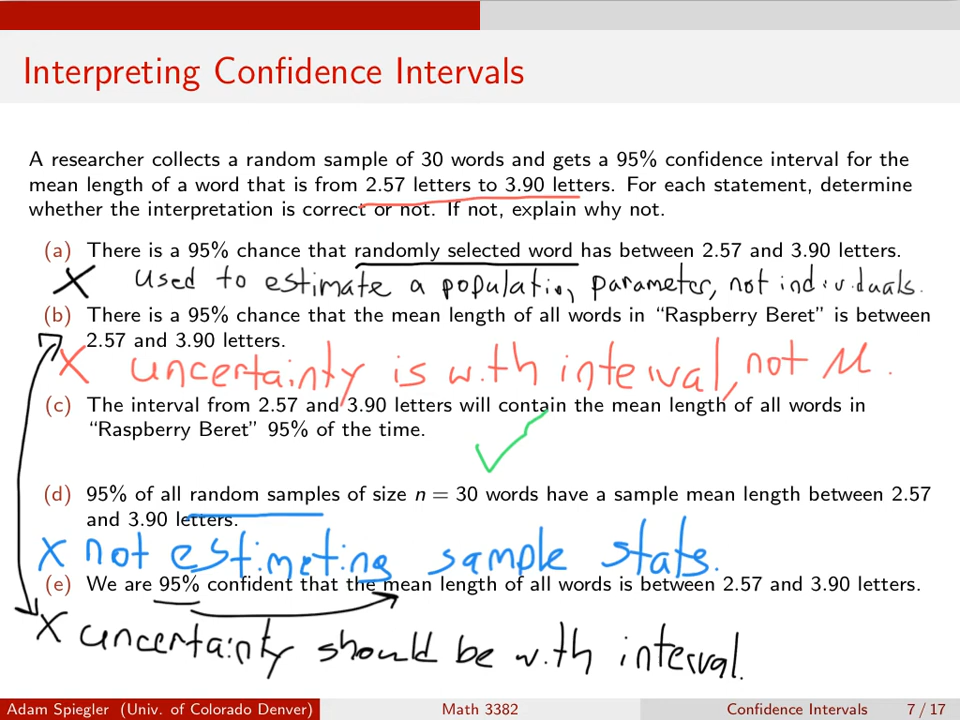 Interpreting Confidence Intervals
A researcher collects a random sample of 30 words and gets a 95% confidence interval for the
mean length of a word that is from 2.57 letters to 3.90 letters. For each statement, determine
whether the interpretation is correct or not. If not, explain why not.
(a) There is a 95% chance that randomly selected word has between 2.57 and 3.90 letters.
X used to estimate a population parameter, not individuals.
(b) There is a 95% chance that the mean length of all words in “Raspberry Beret” is between
2.57 and 3.90 letters.
X uncertainty is with interval, not μ.
(c) The interval from 2.57 and 3.90 letters will contain the mean length of all words in
“Raspberry Beret” 95% of the time.
(d) 95% of all random samples of size n = 30 words have a sample mean length between 2.57
and 3.90 letters.
X not estimating sample stats.
(e) We are 95% confident that the mean length of all words is between 2.57 and 3.90 letters.
X uncertainty should be with interval.
Adam Spiegler (Univ. of Colorado Denver) Math 3382 Confidence Intervals 7 / 17